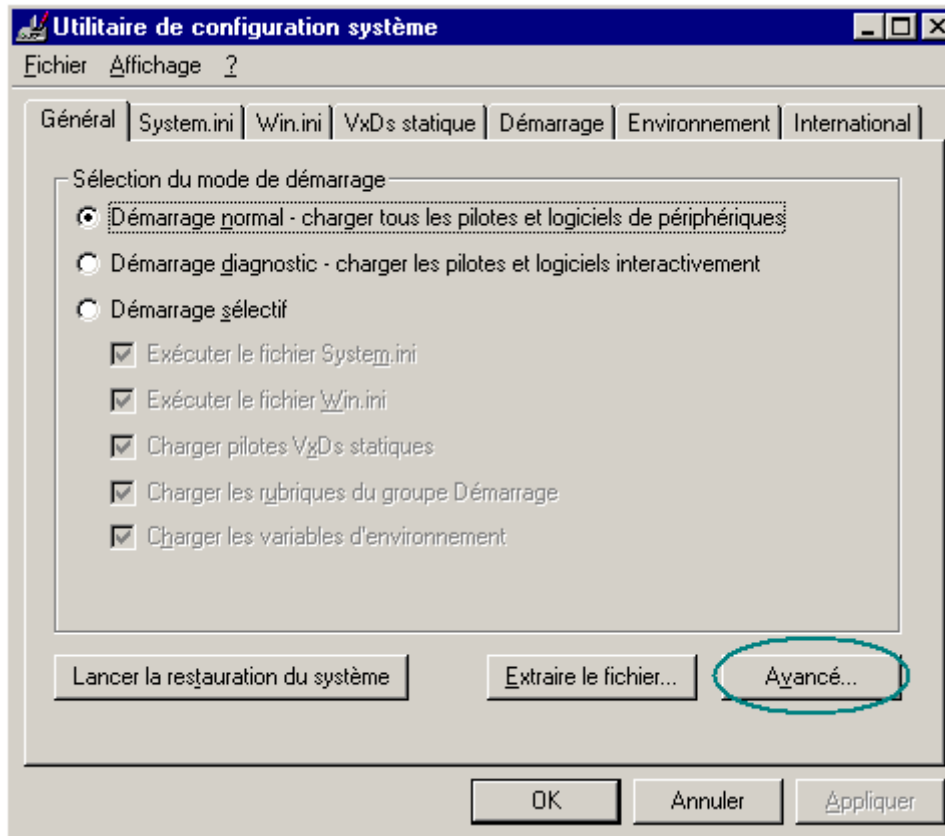 Utilitaire de configuration système
Fichier Affichage ?
Général System.ini Win.ini VxDs statique Démarrage Environnement International
Sélection du mode de démarrage
Démarrage normal - charger tous les pilotes et logiciels de périphériques
Démarrage diagnostic - charger les pilotes et logiciels interactivement
Démarrage sélectif
Exécuter le fichier System.ini
Exécuter le fichier Win.ini
Charger pilotes VxDs statiques
Charger les rubriques du groupe Démarrage
Charger les variables d'environnement
Lancer la restauration du système Extraire le fichier... Avancé...
OK Annuler Appliquer